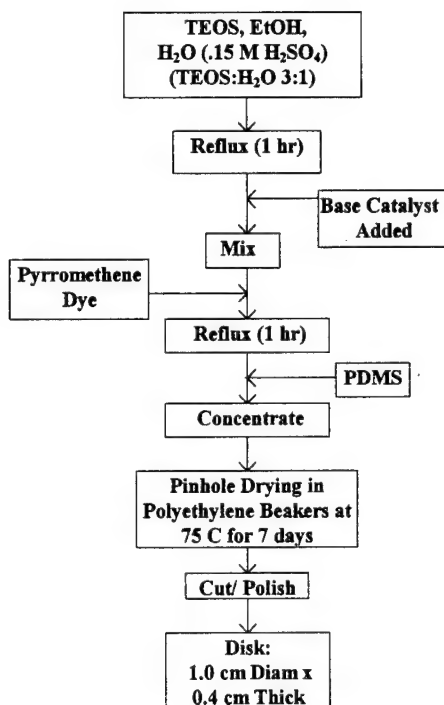 TEOS, EtOH,
H₂O (.15 M H₂SO₄)
(TEOS:H₂O 3:1)
Reflux (1 hr)
Base Catalyst
Added
Mix
Pyrromethene
Dye
Reflux (1 hr)
PDMS
Concentrate
Pinhole Drying in
Polyethylene Beakers at
75 C for 7 days
Cut/ Polish
Disk:
1.0 cm Diam x
0.4 cm Thick